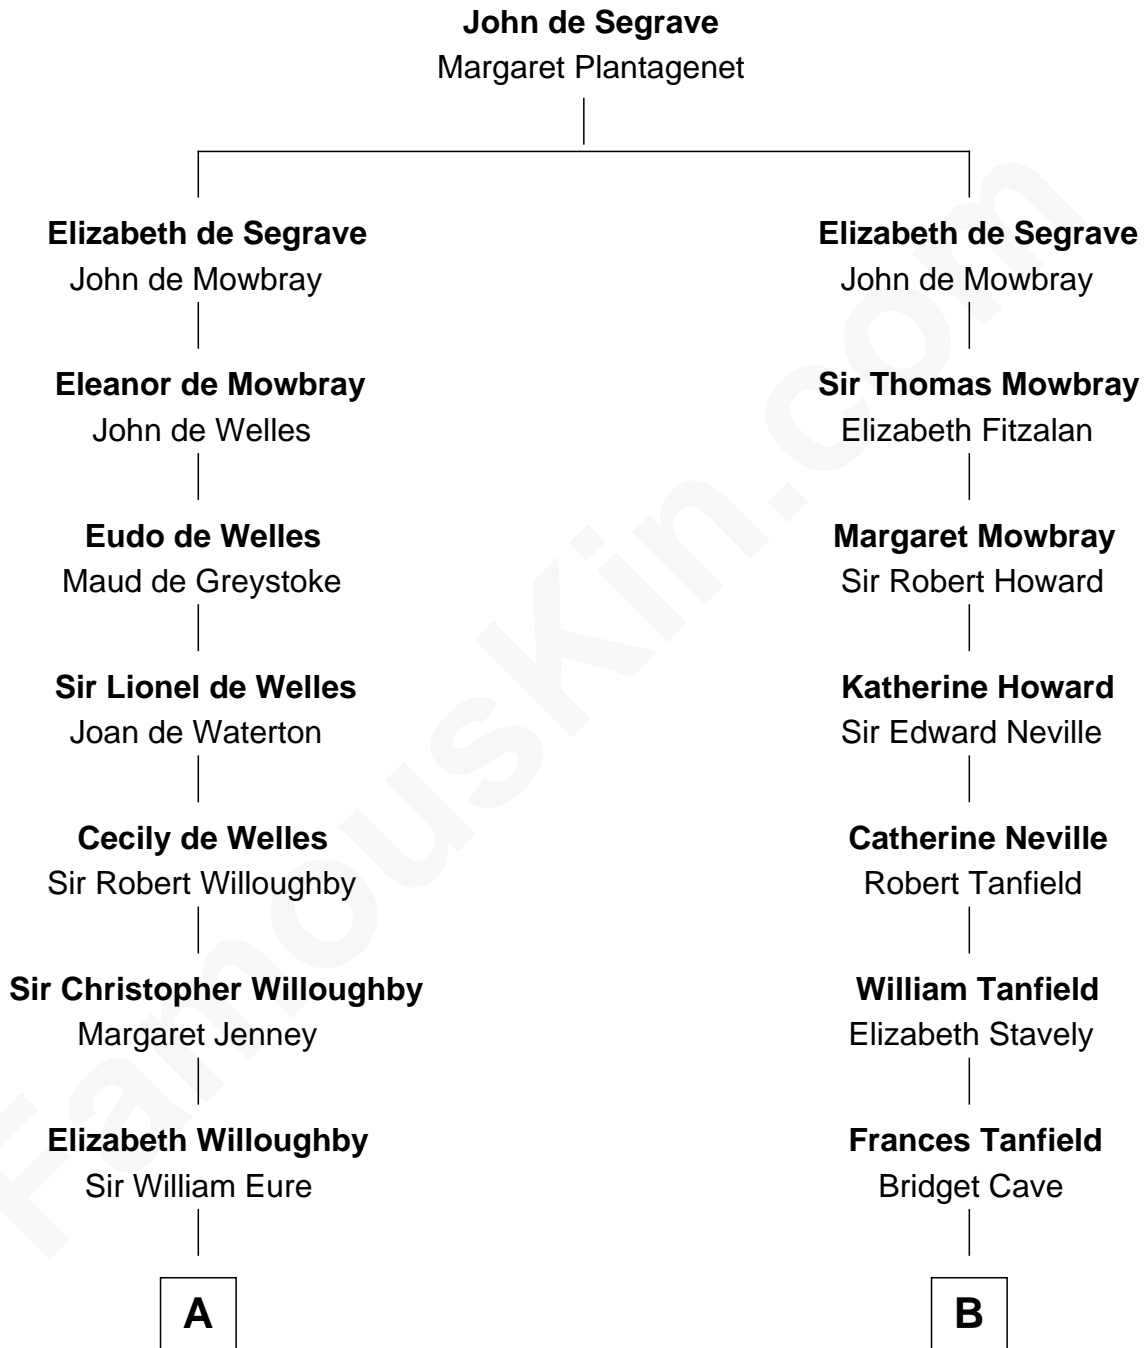 John de Segrave
Margaret Plantagenet
Elizabeth de Segrave
John de Mowbray
Eleanor de Mowbray
John de Welles
Eudo de Welles
Maud de Greystoke
Sir Lionel de Welles
Joan de Waterton
Cecily de Welles
Sir Robert Willoughby
Sir Christopher Willoughby
Margaret Jenney
Elizabeth Willoughby
Sir William Eure
A
Elizabeth de Segrave
John de Mowbray
Sir Thomas Mowbray
Elizabeth Fitzalan
Margaret Mowbray
Sir Robert Howard
Katherine Howard
Sir Edward Neville
Catherine Neville
Robert Tanfield
William Tanfield
Elizabeth Stavely
Frances Tanfield
Bridget Cave
B
FamousKin.com